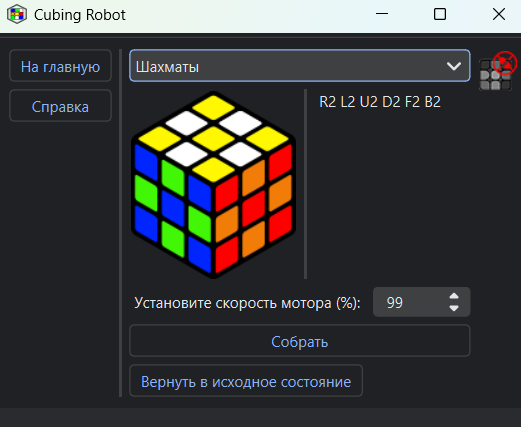 Cubing Robot
На главную
Справка
Шахматы
R2 L2 U2 D2 F2 B2
Установите скорость мотора (%): 99
Собрать
Вернуть в исходное состояние